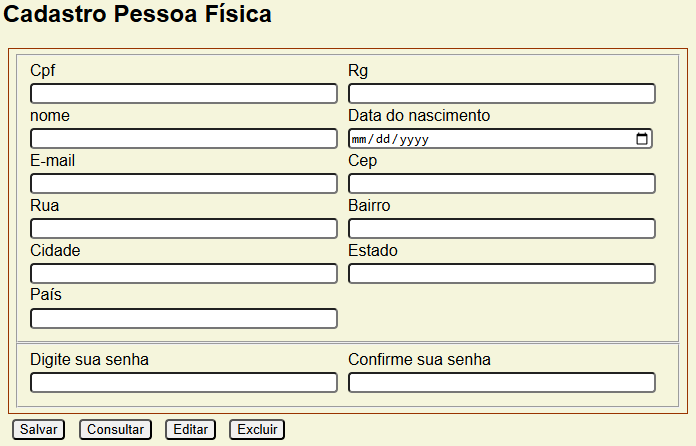 Cadastro Pessoa Física
Cpf Rg
nome Data do nascimento
mm/dd/yyyy
E-mail Cep
Rua Bairro
Cidade Estado
País
Digite sua senha Confirme sua senha
Salvar Consultar Editar Excluir